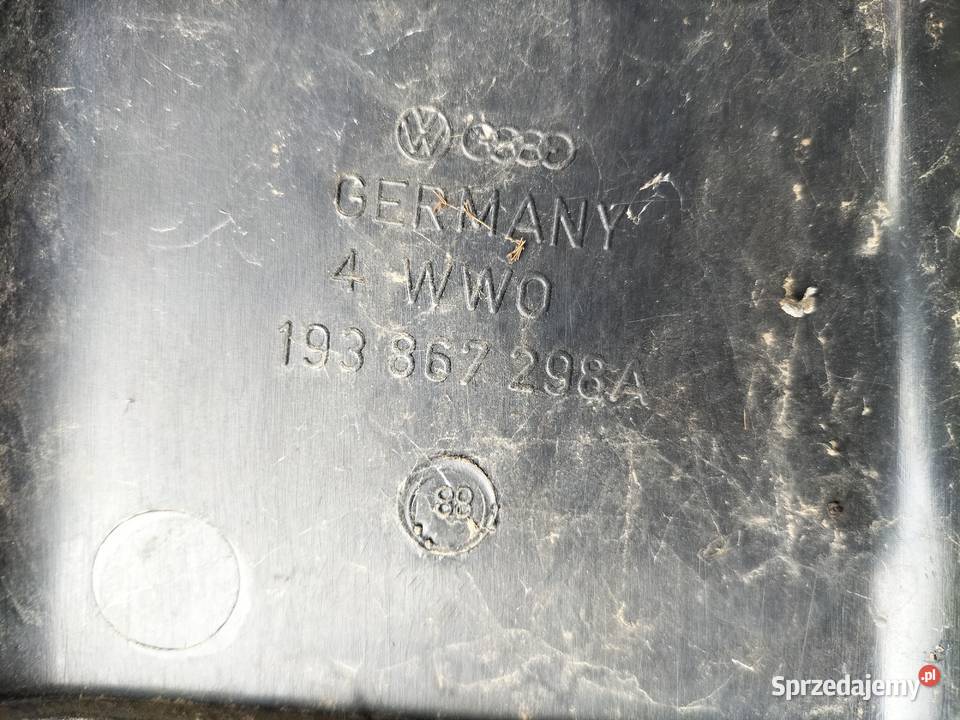 GERMANY
4 WWO
193 867 298A
88
Sprzedajemy.pl